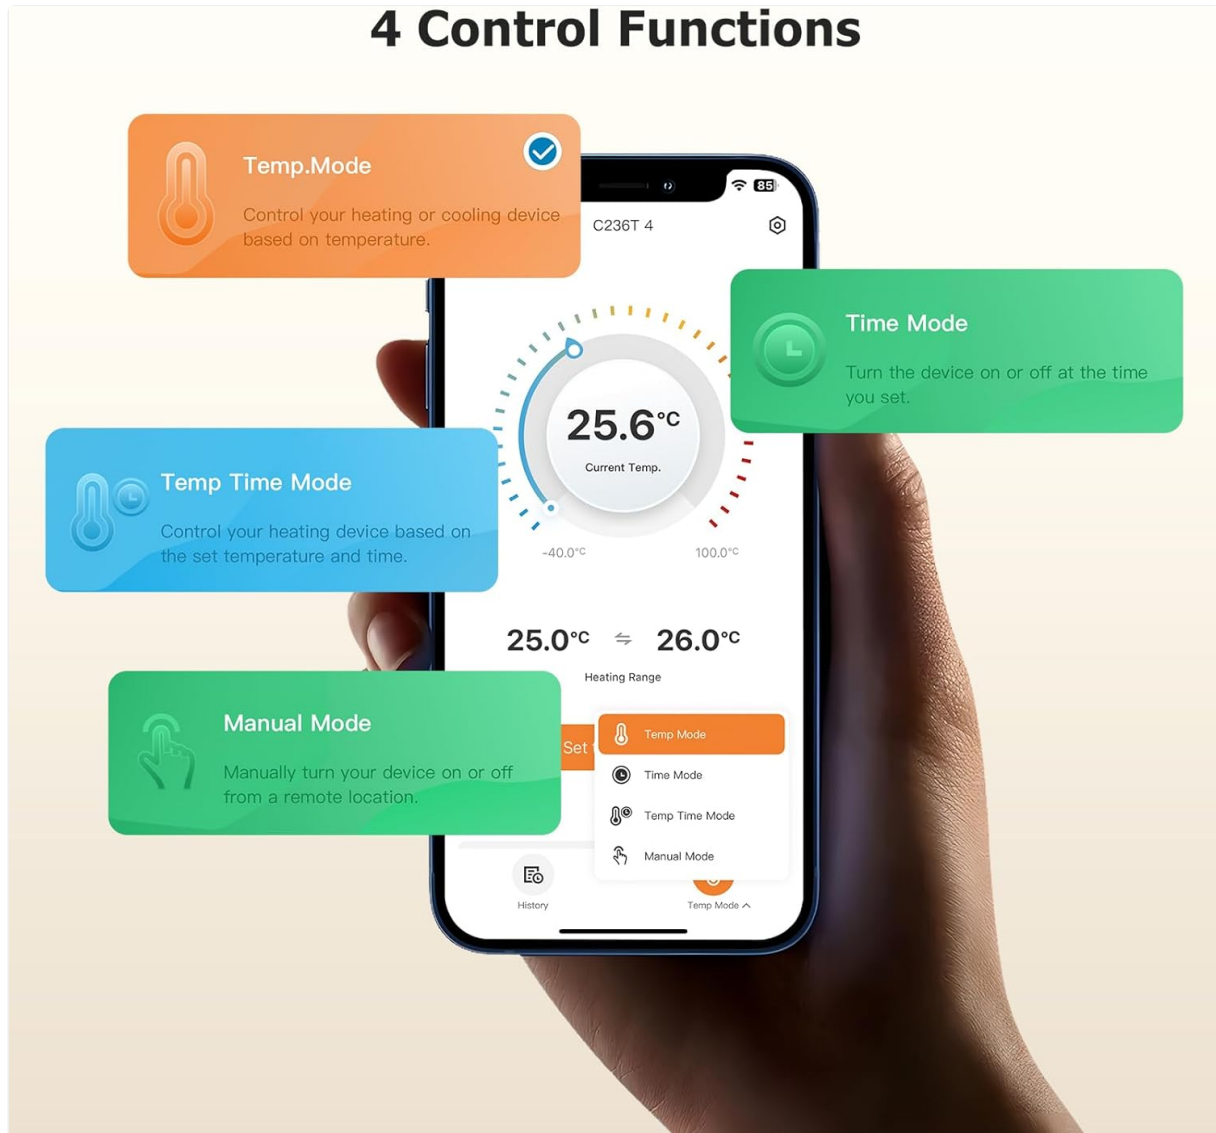 4 Control Functions
Temp.Mode
Control your heating or cooling device
based on temperature.
85
C236T 4
Time Mode
Turn the device on or off at the time
you set.
25.6°C
Current Temp.
-40.0°C
100.0°C
Temp Time Mode
Control your heating device based on
the set temperature and time.
25.0°C ⇋ 26.0°C
Heating Range
Manual Mode
Manually turn your device on or off
from a remote location.
Set
Temp Mode
Time Mode
Temp Time Mode
Manual Mode
History
Temp Mode